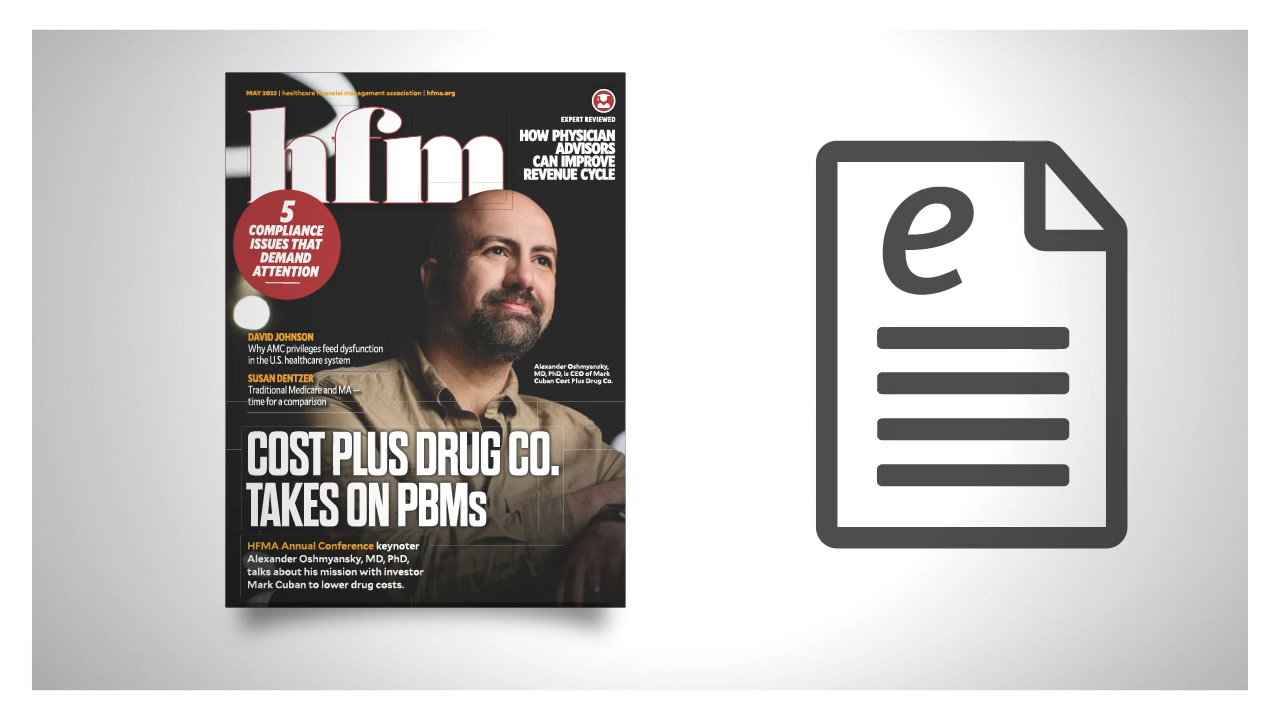 MAY 2023 | healthcare financial management association | hfma.org
hfm
EXPERT REVIEWED
HOW PHYSICIAN
ADVISORS
CAN IMPROVE
REVENUE CYCLE
5
COMPLIANCE
ISSUES THAT
DEMAND
ATTENTION
DAVID JOHNSON
Why AMC privileges feed dysfunction
in the U.S. healthcare system
SUSAN DENTZER
Traditional Medicare and MA —
time for a comparison
Alexander Oshmyansky,
MD, PhD, is CEO of Mark
Cuban Cost Plus Drug Co.
COST PLUS DRUG CO.
TAKES ON PBMs
HFMA Annual Conference keynoter
Alexander Oshmyansky, MD, PhD,
talks about his mission with investor
Mark Cuban to lower drug costs.
e